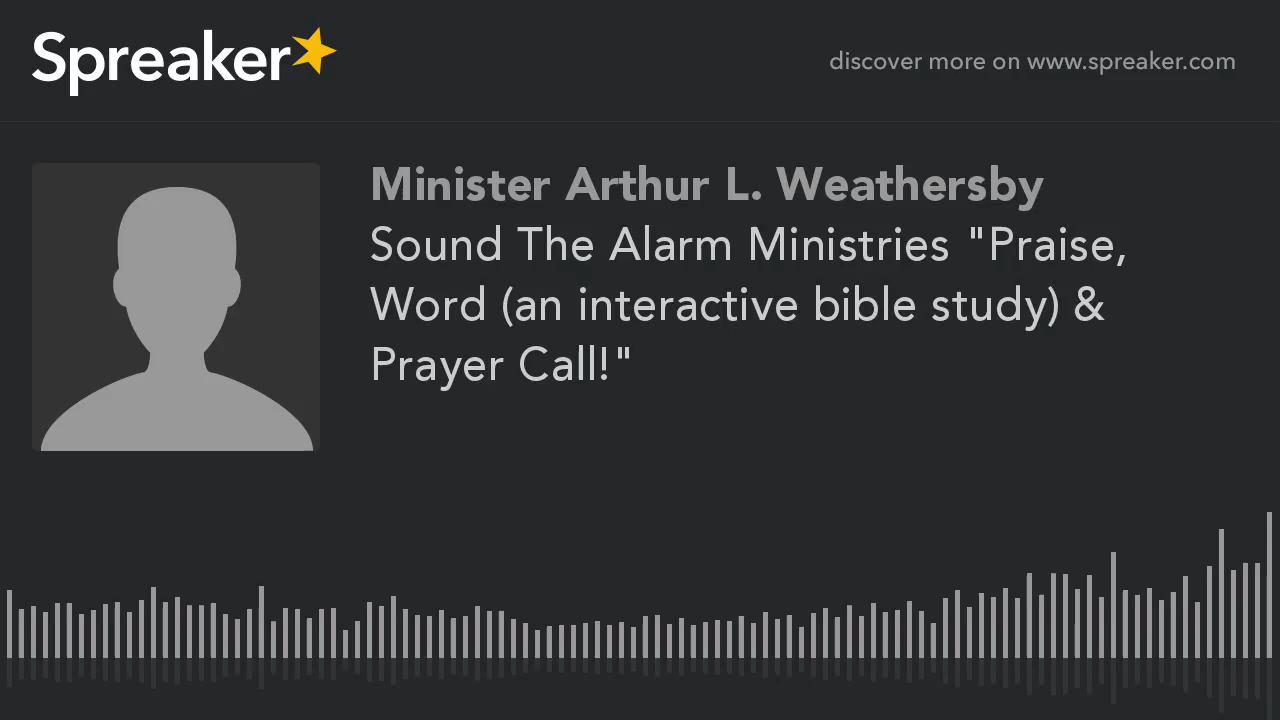 Spreaker
discover more on www.spreaker.com
Minister Arthur L. Weathersby
Sound The Alarm Ministries "Praise,
Word (an interactive bible study) &
Prayer Call!"